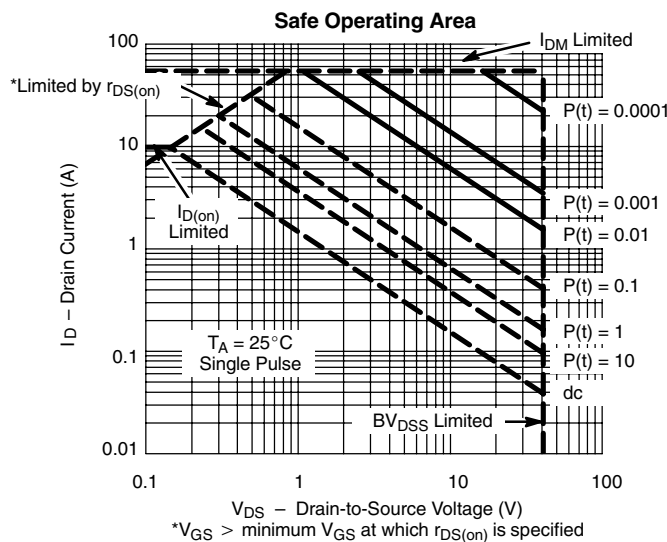 Safe Operating Area
100
IDM Limited
*Limited by rDS(on)
P(t) = 0.0001
10
ID(on)
Limited
P(t) = 0.001
P(t) = 0.01
1
P(t) = 0.1
TA = 25°C
Single Pulse
P(t) = 1
0.1
P(t) = 10
dc
BVDSS Limited
0.01
0.1
1
10
100
ID – Drain Current (A)
VDS – Drain-to-Source Voltage (V)
*VGS > minimum VGS at which rDS(on) is specified